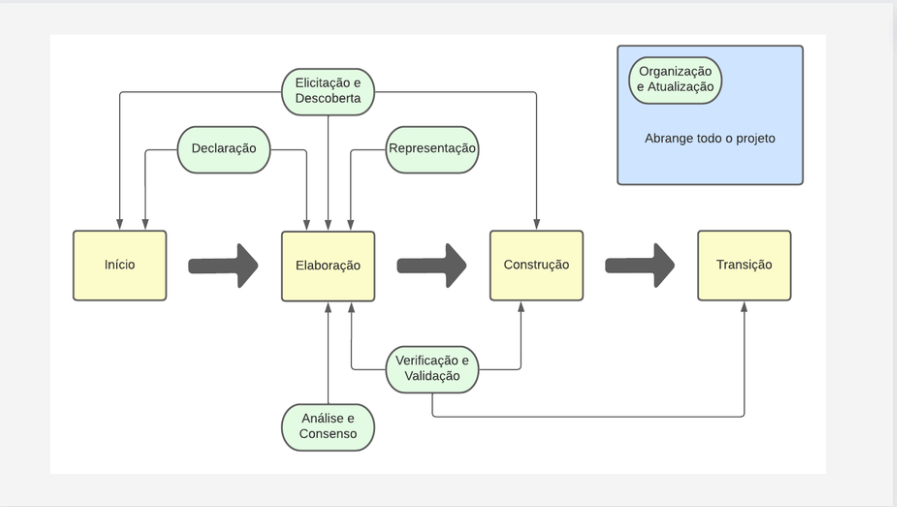 Elicitação e
Descoberta
Organização
e Atualização
Abrange todo o projeto
Declaração
Representação
Início
Elaboração
Construção
Transição
Verificação e
Validação
Análise e
Consenso